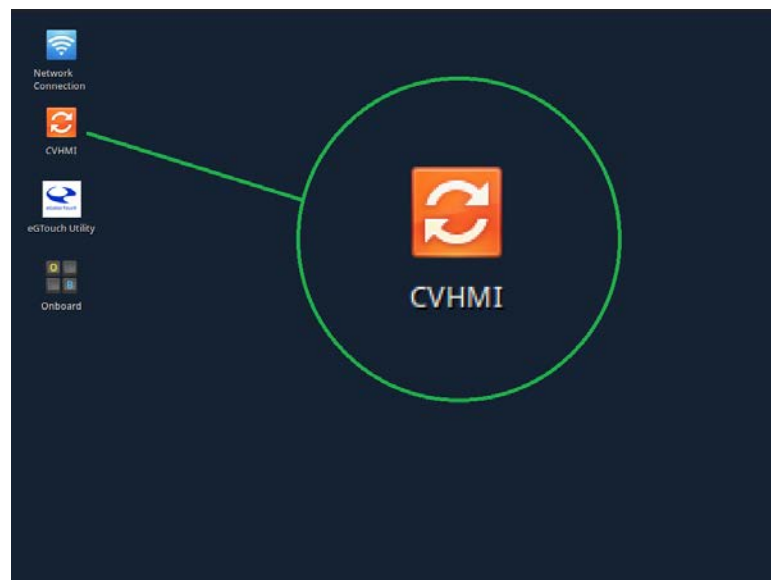 Network
Connection
CVHMI
eGTouch Utility
O
B
Onboard
CVHMI